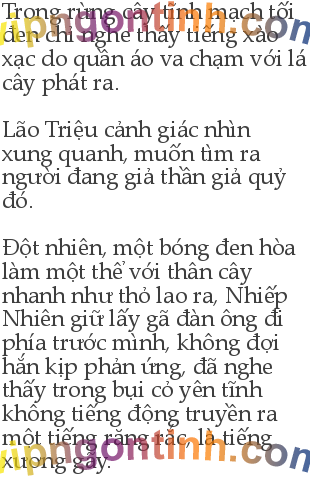 Trong rừng cây tĩnh mạch tối
đen chỉ nghe thấy tiếng xào
xạc do quần áo va chạm với lá
cây phát ra.

Lão Triệu cảnh giác nhìn
xung quanh, muốn tìm ra
người đang giả thần giả quỷ
đó.

Đột nhiên, một bóng đen hòa
làm một thể với thân cây
nhanh như thỏ lao ra, Nhiếp
Nhiên giữ lấy gã đàn ông đi
phía trước mình, không đợi
hắn kịp phản ứng, đã nghe
thấy trong bụi cỏ yên tĩnh
không tiếng động truyền ra
một tiếng răng rắc, là tiếng
xương gãy.
vipngontinh.com
vipngontinh.com